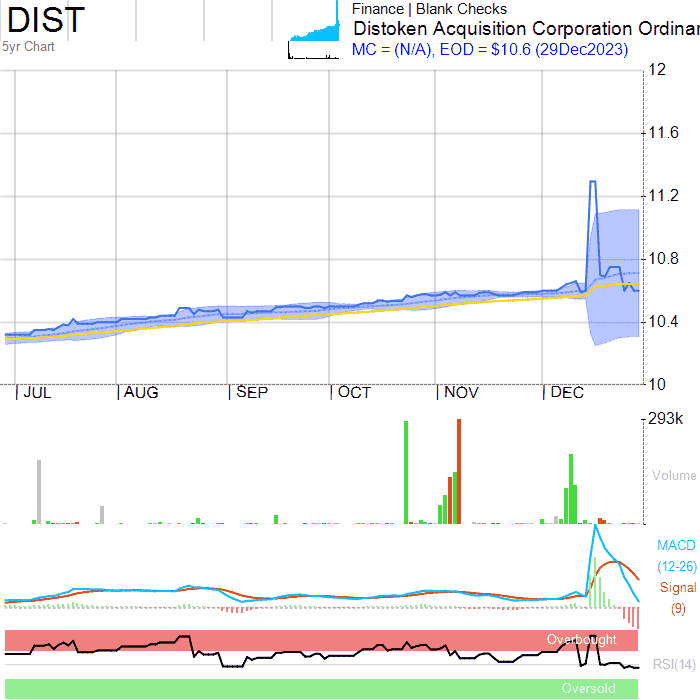 DIST
5yr Chart
Finance | Blank Checks
Distoken Acquisition Corporation Ordinar
MC = (N/A), EOD = $10.6 (29Dec2023)
12
11.6
11.2
10.8
10.4
10
JUL
AUG
SEP
OCT
NOV
DEC
293k
Volume
MACD
(12-26)
Signal
(9)
Overbought
RSI(14)
Oversold